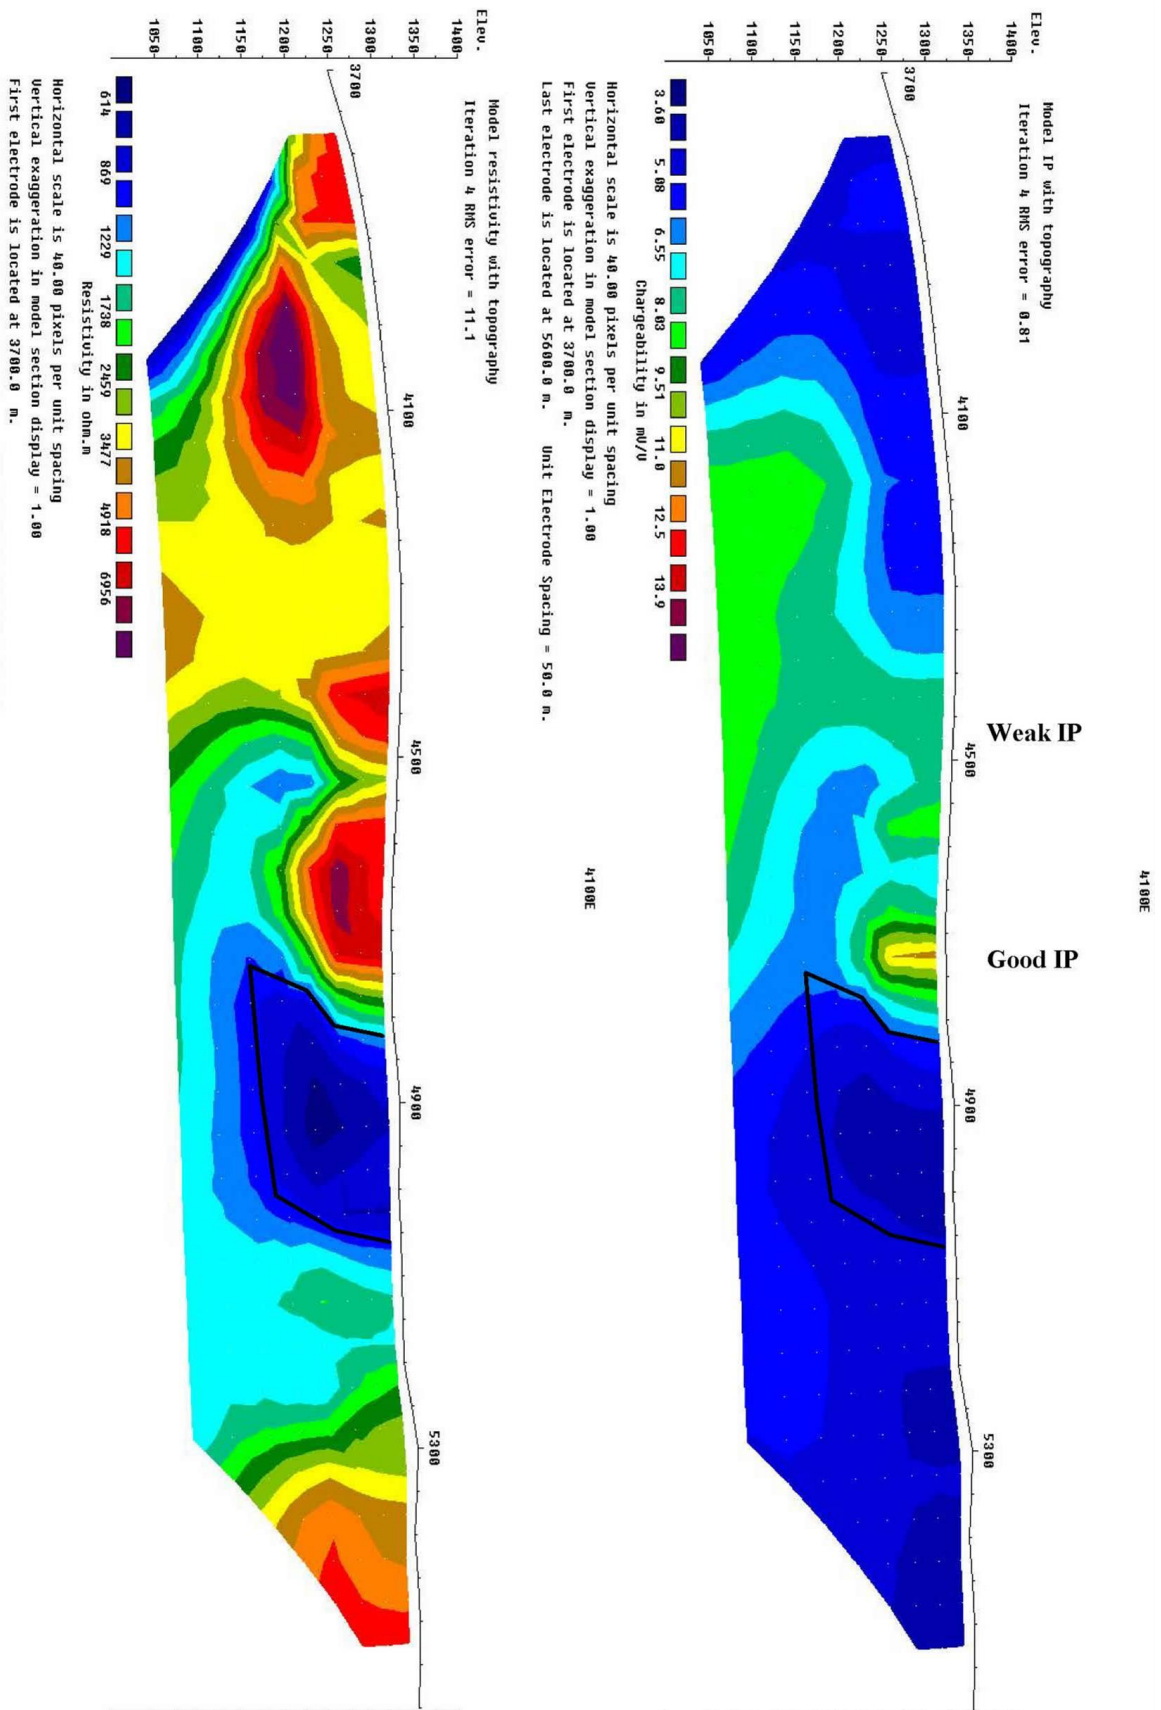 4100E
Model IP with topography
Iteration 4 RMS error = 0.81
Elev.
1400
1350
1300
1250
1200
1150
1100
1050
3700
4100
4500
4900
5300
Weak IP
Good IP
3.60
5.08
6.55
8.03
9.51
11.0
12.5
13.9
Chargeability in mV/V
Horizontal scale is 40.00 pixels per unit spacing
Vertical exaggeration in model section display = 1.00
First electrode is located at 3700.0 m.
Last electrode is located at 5600.0 m. Unit Electrode Spacing = 50.0 m.
4100E
Model resistivity with topography
Iteration 4 RMS error = 11.1
Elev.
1400
1350
1300
1250
1200
1150
1100
1050
3700
4100
4500
4900
5300
614
869
1229
1738
2459
3477
4918
6956
Resistivity in ohm.m
Horizontal scale is 40.00 pixels per unit spacing
Vertical exaggeration in model section display = 1.00
First electrode is located at 3700.0 m.